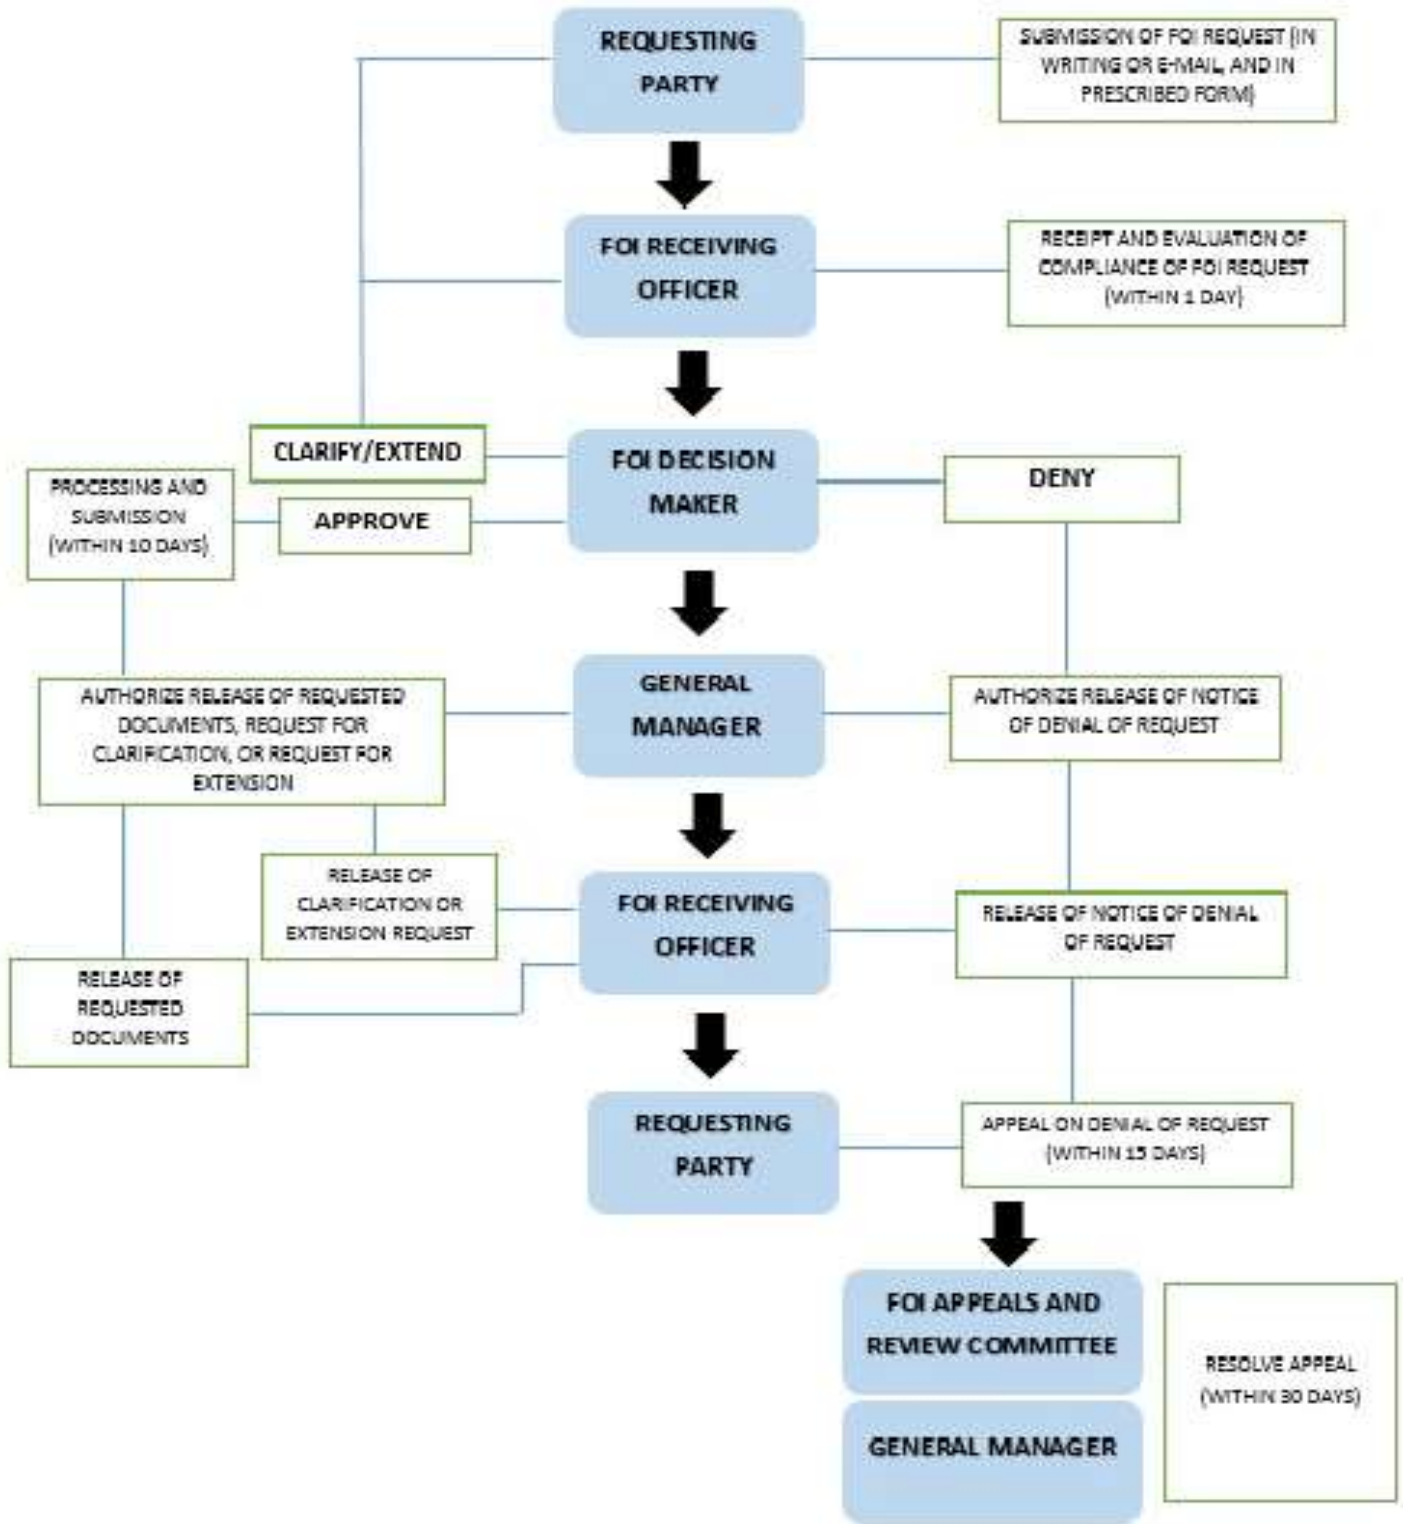 REQUESTING
PARTY
SUBMISSION OF FOI REQUEST (IN
WRITING OR E-MAIL, AND IN
PRESCRIBED FORM)
FOI RECEIVING
OFFICER
RECEIPT AND EVALUATION OF
COMPLIANCE OF FOI REQUEST
(WITHIN 1 DAY)
CLARIFY/EXTEND
FOI DECISION
MAKER
DENY
PROCESSING AND
SUBMISSION
(WITHIN 10 DAYS)
APPROVE
GENERAL
MANAGER
AUTHORIZE RELEASE OF REQUESTED
DOCUMENTS, REQUEST FOR
CLARIFICATION, OR REQUEST FOR
EXTENSION
AUTHORIZE RELEASE OF NOTICE
OF DENIAL OF REQUEST
RELEASE OF
CLARIFICATION OR
EXTENSION REQUEST
FOI RECEIVING
OFFICER
RELEASE OF NOTICE OF DENIAL
OF REQUEST
RELEASE OF
REQUESTED
DOCUMENTS
REQUESTING
PARTY
APPEAL ON DENIAL OF REQUEST
(WITHIN 15 DAYS)
FOI APPEALS AND
REVIEW COMMITTEE
RESOLVE APPEAL
(WITHIN 30 DAYS)
GENERAL MANAGER